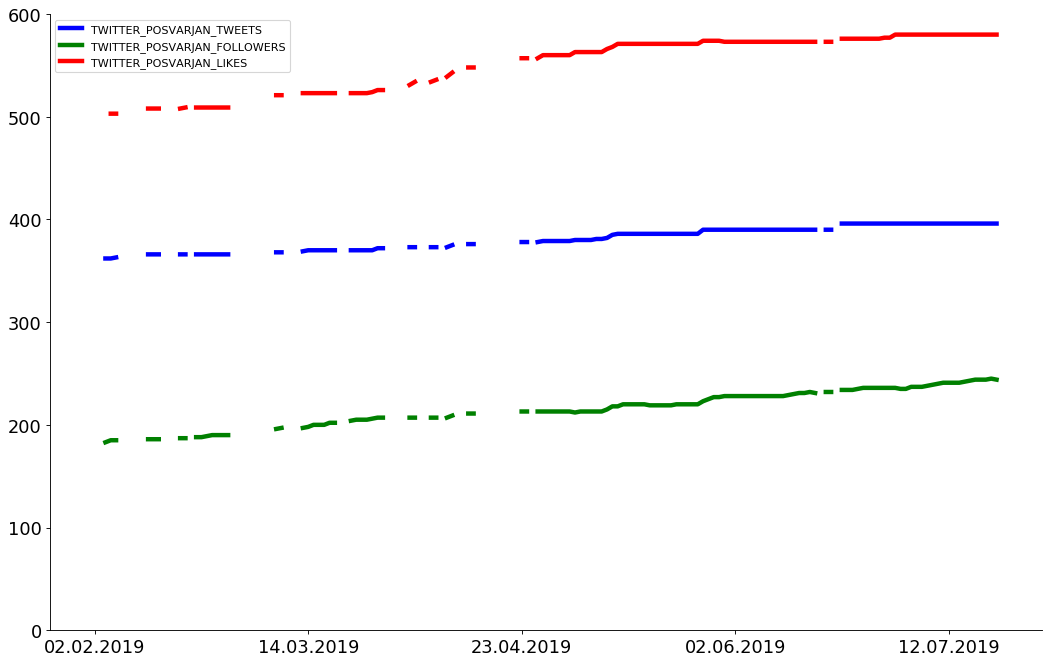 600
TWITTER_POSVARJAN_TWEETS
TWITTER_POSVARJAN_FOLLOWERS
TWITTER_POSVARJAN_LIKES
500
400
300
200
100
0
02.02.2019 14.03.2019 23.04.2019 02.06.2019 12.07.2019